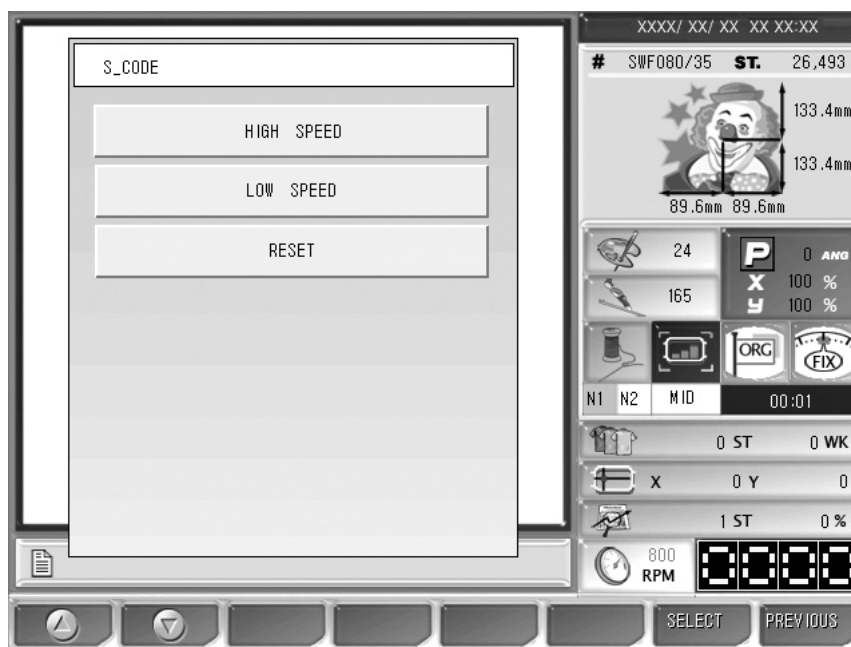 XXXX/ XX/ XX XX XX:XX
S_CODE
HIGH SPEED
LOW SPEED
RESET
# SWF080/35 ST. 26,493
133.4mm
133.4mm
89.6mm 89.6mm
24
P 0 ANG
X 100 %
165
y 100 %
ORG
FIX
N1 N2 MID 00:01
0 ST 0 WK
X 0 Y 0
1 ST 0 %
800
RPM
0000
SELECT PREVIOUS